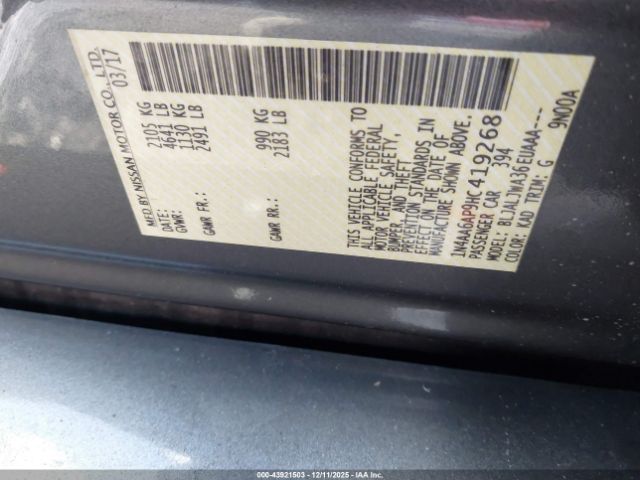 MFD BY NISSAN MOTOR CO., LTD.
DATE: 03/17
GVWR: 2105 KG
4641 LB
GAWR FR.: 1130 KG
2491 LB
GAWR RR.: 990 KG
2183 LB
THIS VEHICLE CONFORMS TO
ALL APPLICABLE FEDERAL
MOTOR VEHICLE SAFETY,
BUMPER, AND THEFT
PREVENTION STANDARDS IN
EFFECT ON THE DATE OF
MANUFACTURE SHOWN ABOVE.
1N4AA6AP9HC419268
PASSENGER CAR 394
MODEL: BLJALVWA36EUAAA---
COLOR: KAD TRIM: G 9N00A
000-43921503 - 12/11/2025 - IAAI.COM